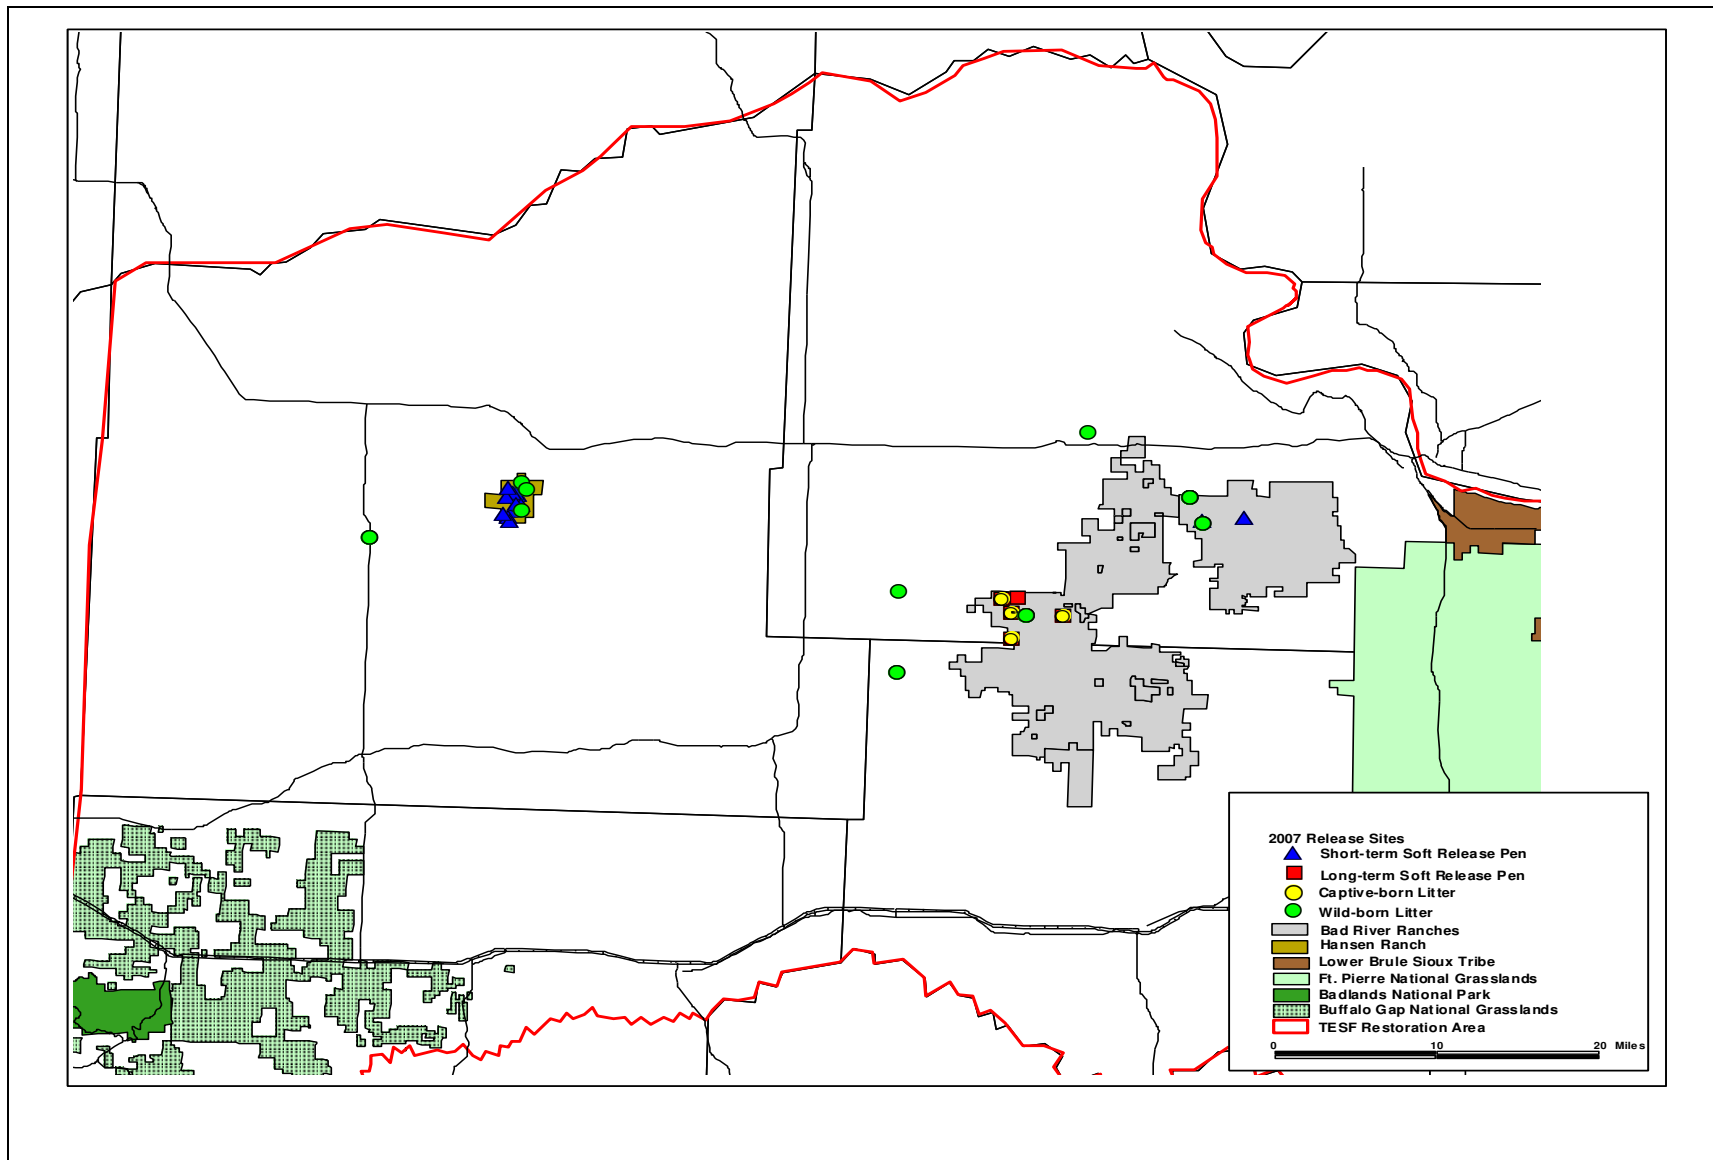 2007 Release Sites
Short-term Soft Release Pen
Long-term Soft Release Pen
Captive-born Litter
Wild-born Litter
Bad River Ranches
Hansen Ranch
Lower Brule Sioux Tribe
Ft. Pierre National Grasslands
Badlands National Park
Buffalo Gap National Grasslands
TESF Restoration Area
0 10 20 Miles